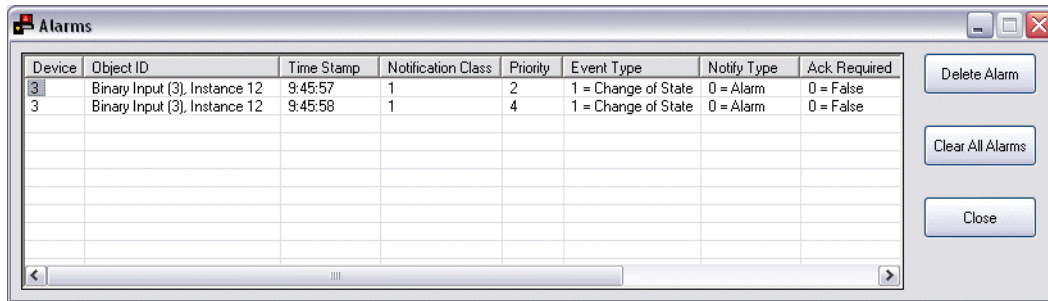 Alarms
Device Object ID Time Stamp Notification Class Priority Event Type Notify Type Ack Required
3 Binary Input (3), Instance 12 9:45:57 1 2 1 = Change of State 0 = Alarm 0 = False
3 Binary Input (3), Instance 12 9:45:58 1 4 1 = Change of State 0 = Alarm 0 = False
Delete Alarm
Clear All Alarms
Close